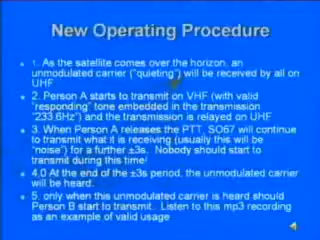 New Operating Procedure
1. As the satellite comes over the horizon, an
unmodulated carrier ("quieting") will be received by all on
UHF
2. Person A starts to transmit on VHF (with valid
"responding" tone embedded in the transmission
"233.6Hz") and the transmission is relayed on UHF
3. When Person A releases the PTT, SO67 will continue
to transmit what it is receiving (usually this will be
"noise") for a further ±3s. Nobody should start to
transmit during this time!
4.0 At the end of the ±3s period, the unmodulated carrier
will be heard.
5. only when this unmodulated carrier is heard should
Person B start to transmit. Listen to this mp3 recording
as an example of valid usage